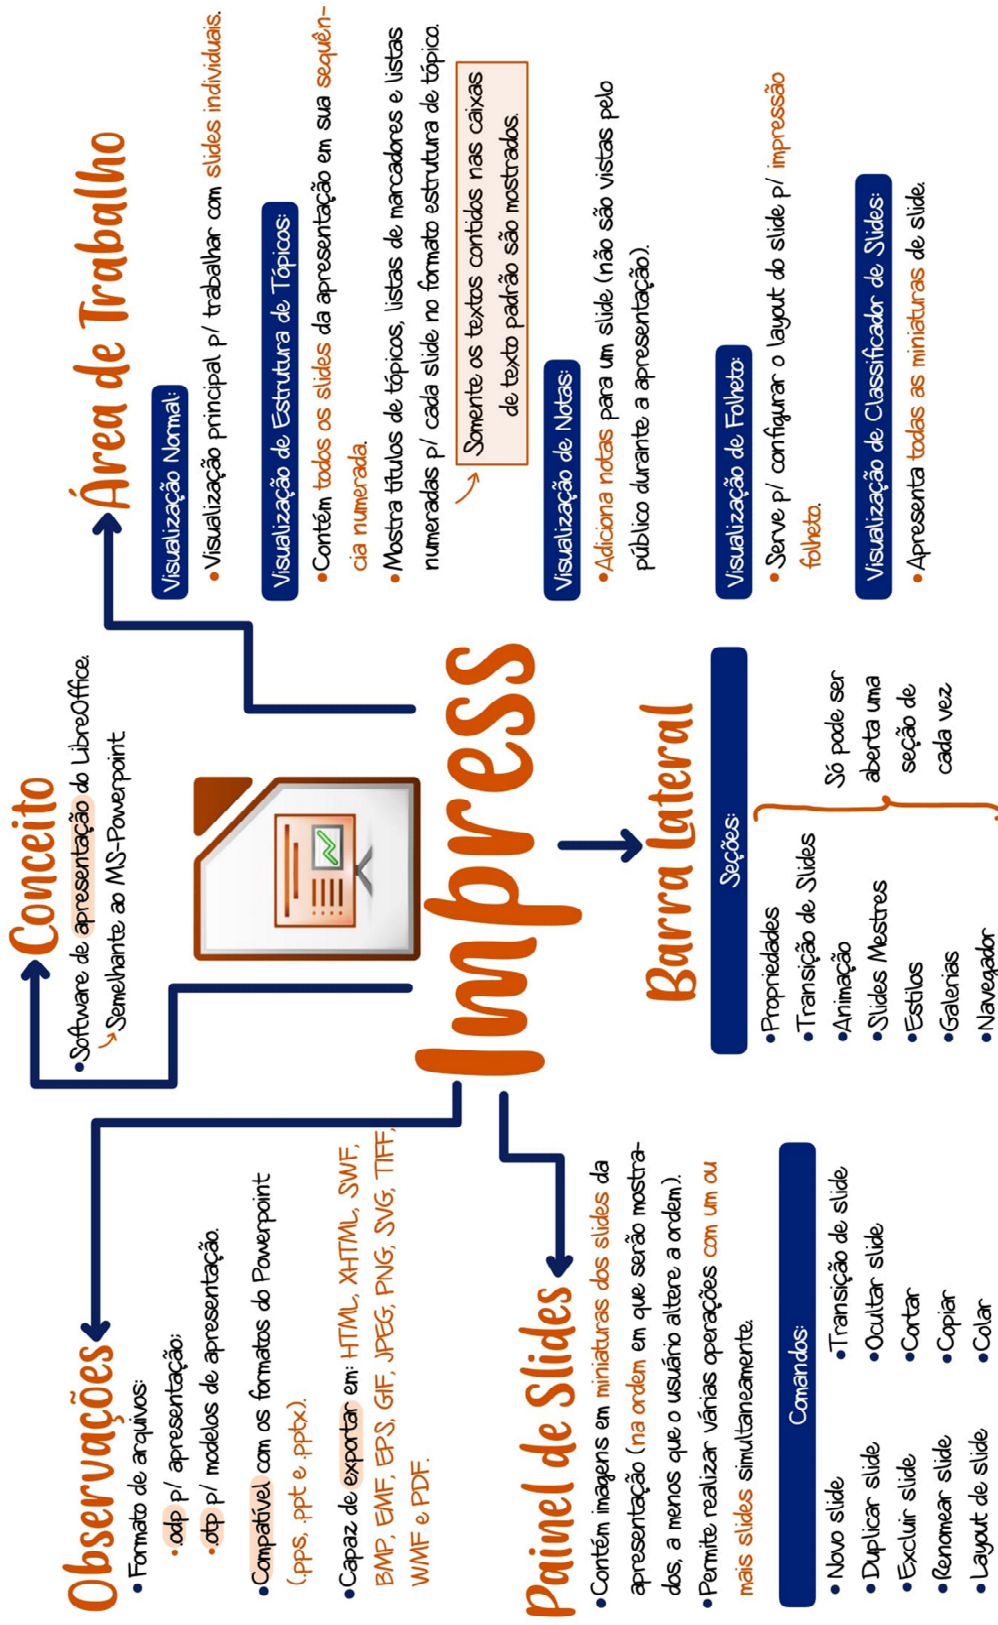 Observações
• Formato de arquivos:
• .odp p/ apresentação;
• .otp p/ modelos de apresentação.
• Compatível com os formatos do Powerpoint
(.pps, .ppt e .pptx).
• Capaz de exportar em: HTML, XHTML, SWF,
BMP, EMF, EPS, GIF, JPEG, PNG, SVG, TIFF,
WMF e PDF.
Conceito
• Software de apresentação do LibreOffice.
Semelhante ao MS-Powerpoint
Área de Trabalho
Visualização Normal:
• Visualização principal p/ trabalhar com slides individuais.
Visualização de Estrutura de Tópicos:
• Contém todos os slides da apresentação em sua sequên-
cia numerada.
• Mostra títulos de tópicos, listas de marcadores e listas
numeradas p/ cada slide no formato estrutura de tópico.
Somente os textos contidos nas caixas
de texto padrão são mostrados.
Visualização de Notas:
• Adiciona notas para um slide (não são vistas pelo
público durante a apresentação).
Visualização de Folheto:
• Serve p/ configurar o layout do slide p/ impressão
folheto.
Visualização de Classificador de Slides:
• Apresenta todas as miniaturas de slide.
Impress
Painel de Slides
• Contém imagens em miniaturas dos slides da
apresentação (na ordem em que serão mostra-
dos, a menos que o usuário altere a ordem).
• Permite realizar várias operações com um ou
mais slides simultaneamente.
Comandos:
• Novo slide
• Duplicar slide
• Excluir slide
• Renomear slide
• Layout de slide
• Transição de slide
• Ocultar slide
• Cortar
• Copiar
• Colar
Barra Lateral
Seções:
• Propriedades
• Transição de Slides
• Animação
• Slides Mestres
• Estilos
• Galerias
• Navegador
Só pode ser
aberta uma
seção de
cada vez